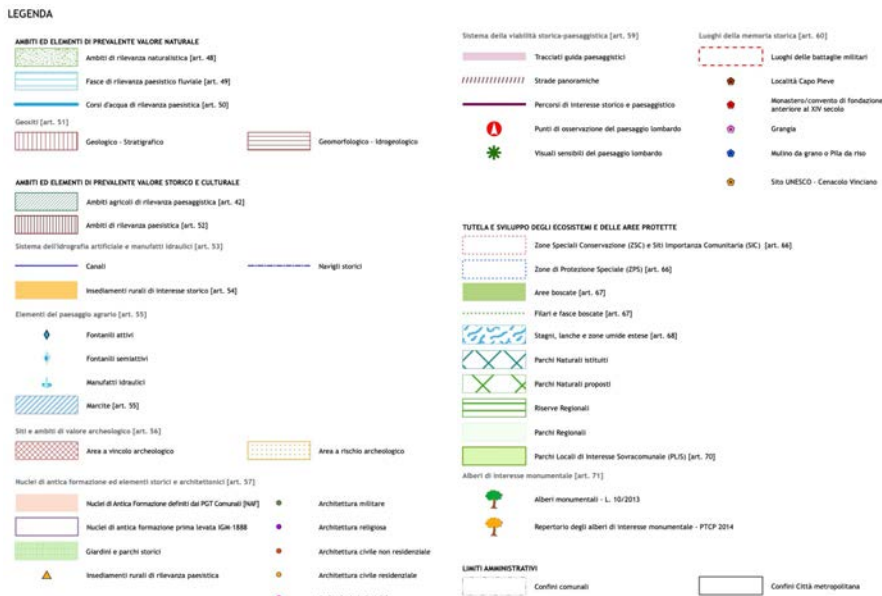 LEGENDA
AMBITI ED ELEMENTI DI PREVALENTE VALORE NATURALE
Ambiti di rilevanza naturalistica [art. 48]
Fasce di rilevanza paesistico fluviale [art. 49]
Corsi d'acqua di rilevanza paesistica [art. 50]
Geositi [art. 51]
Geologico - Stratigrafico
Geomorfologico - Idrogeologico
AMBITI ED ELEMENTI DI PREVALENTE VALORE STORICO E CULTURALE
Ambiti agricoli di rilevanza paesaggistica [art. 42]
Ambiti di rilevanza paesistica [art. 52]
Sistema dell'idrografia artificiale e manufatti idraulici [art. 53]
Canali
Navigli storici
Insediamenti rurali di interesse storico [art. 54]
Elementi del paesaggio agrario [art. 55]
Fontanili attivi
Fontanili semiattivi
Manufatti idraulici
Marcite [art. 55]
Siti e ambiti di valore archeologico [art. 56]
Area a vincolo archeologico
Area a rischio archeologico
Nuclei di antica formazione ed elementi storici e architettonici [art. 57]
Nuclei di Antica Formazione definiti dai PGT Comunali [NAF]
Architettura militare
Nuclei di antica formazione prima levata IGM-1888
Architettura religiosa
Giardini e parchi storici
Architettura civile non residenziale
Insediamenti rurali di rilevanza paesistica
Architettura civile residenziale
Sistema della viabilità storica-paesaggistica [art. 59]
Tracciati guida paesaggistici
Strade panoramiche
Percorsi di interesse storico e paesaggistico
Punti di osservazione del paesaggio lombardo
Visuali sensibili del paesaggio lombardo
Luoghi della memoria storica [art. 60]
Luoghi delle battaglie militari
Località Capo Pieve
Monastero/convento di fondazione
anteriore al XIV secolo
Grangia
Mulino da grano o Pila da riso
Sito UNESCO - Cenacolo Vinciano
TUTELA E SVILUPPO DEGLI ECOSISTEMI E DELLE AREE PROTETTE
Zone Speciali Conservazione (ZSC) e Siti Importanza Comunitaria (SIC) [art. 66]
Zone di Protezione Speciale (ZPS) [art. 66]
Aree boscate [art. 67]
Filari e fasce boscate [art. 67]
Stagni, lanche e zone umide estese [art. 68]
Parchi Naturali istituiti
Parchi Naturali proposti
Riserve Regionali
Parchi Regionali
Parchi Locali di Interesse Sovracomunale (PLIS) [art. 70]
Alberi di interesse monumentale [art. 71]
Alberi monumentali - L. 10/2013
Repertorio degli alberi di interesse monumentale - PTCP 2014
LIMITI AMMINISTRATIVI
Confini comunali
Confini Città metropolitana